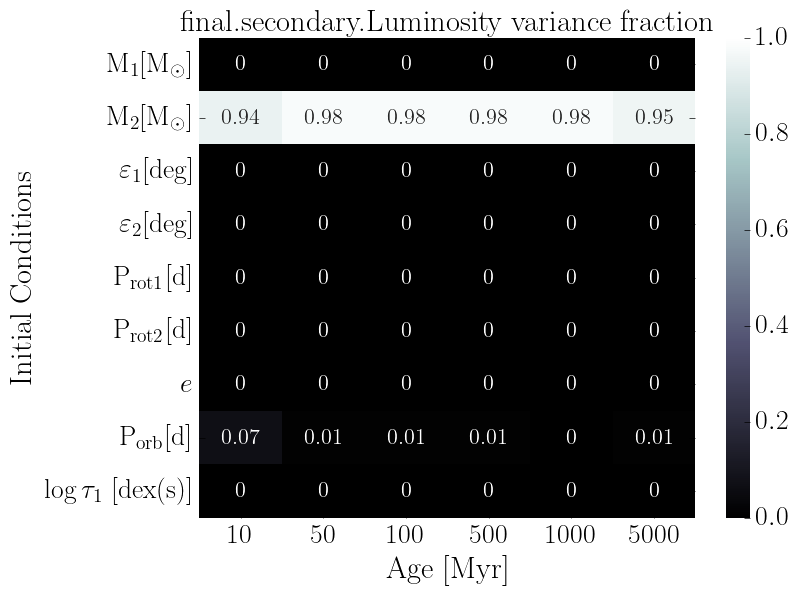 final.secondary.Luminosity variance fraction
Initial Conditions
M₁[M☉] 0 0 0 0 0 0
M₂[M☉] 0.94 0.98 0.98 0.98 0.98 0.95
ε₁[deg] 0 0 0 0 0 0
ε₂[deg] 0 0 0 0 0 0
P_rot1[d] 0 0 0 0 0 0
P_rot2[d] 0 0 0 0 0 0
e 0 0 0 0 0 0
P_orb[d] 0.07 0.01 0.01 0.01 0 0.01
log τ₁ [dex(s)] 0 0 0 0 0 0
10 50 100 500 1000 5000
Age [Myr]
1.0
0.8
0.6
0.4
0.2
0.0